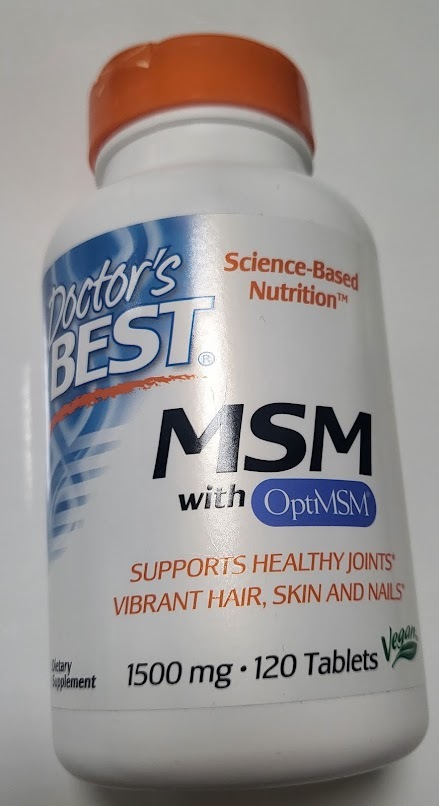 Doctor's
BEST®
Science-Based
Nutrition™
MSM
with OptiMSM®
SUPPORTS HEALTHY JOINTS*
VIBRANT HAIR, SKIN AND NAILS*
Vegan
Dietary
Supplement
1500 mg • 120 Tablets